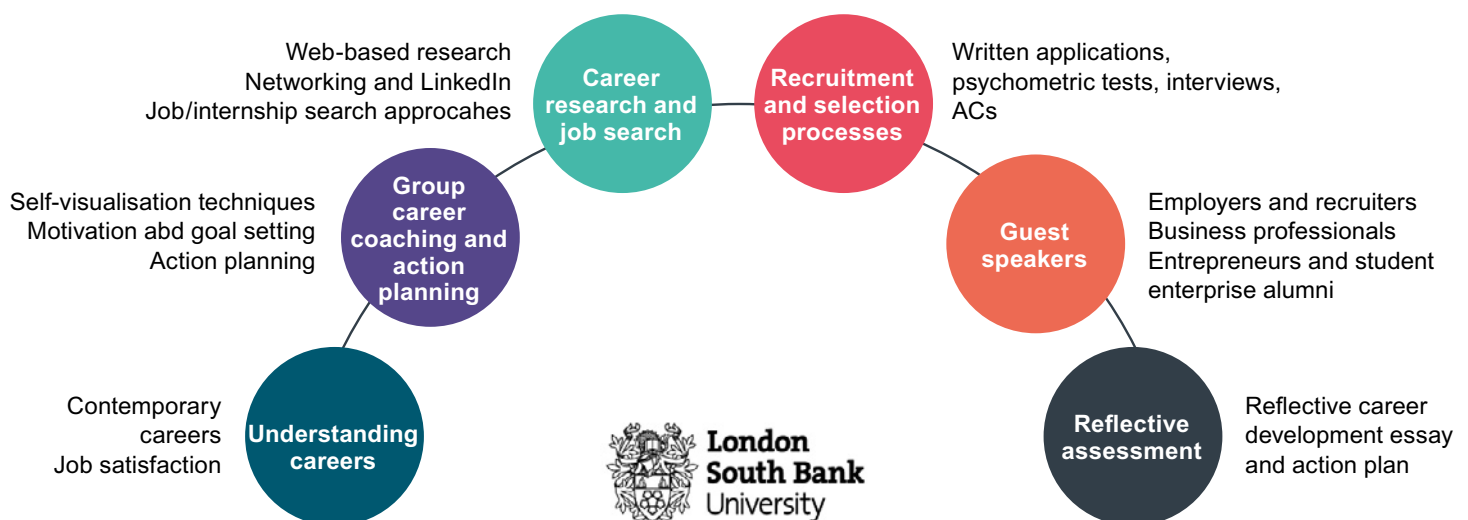 Web-based research
Networking and LinkedIn
Job/internship search approcahes
Career
research and
job search
Recruitment
and selection
processes
Written applications,
psychometric tests, interviews,
ACs
Self-visualisation techniques
Motivation abd goal setting
Action planning
Group
career
coaching and
action
planning
Guest
speakers
Employers and recruiters
Business professionals
Entrepreneurs and student
enterprise alumni
Contemporary
careers
Job satisfaction
Understanding
careers
London
South Bank
University
Reflective
assessment
Reflective career
development essay
and action plan